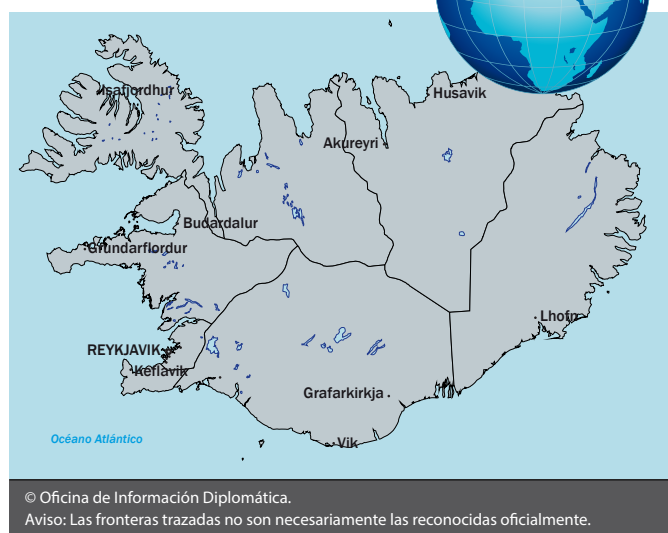 Isafjordhur
Husavik
Akureyri
Budardalur
Grundarflordur
Lhofn
REYKJAVIK
Keflavik
Grafarkirkja
Océano Atlántico
Vik
© Oficina de Información Diplomática.
Aviso: Las fronteras trazadas no son necesariamente las reconocidas oficialmente.